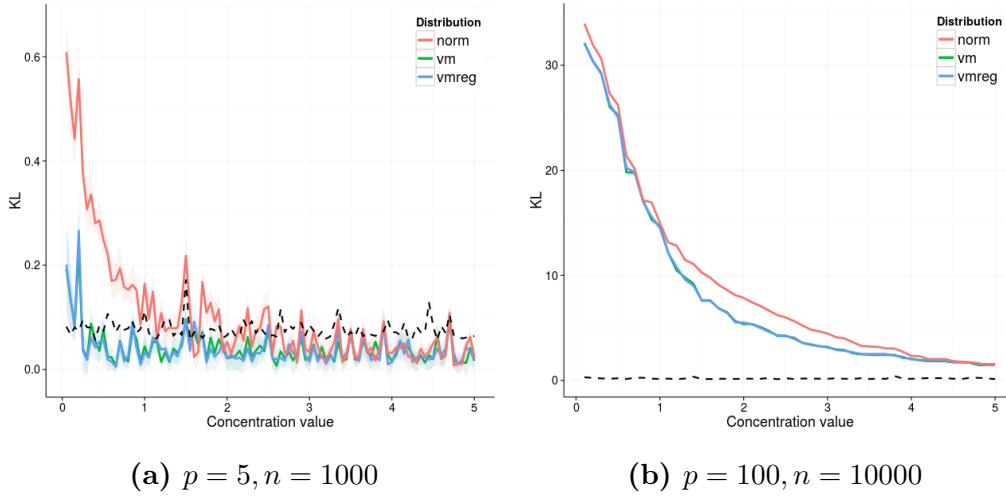 Distribution
norm
vm
vmreg
KL
0.6
0.4
0.2
0.0
0 1 2 3 4 5
Concentration value
(a) p = 5, n = 1000
Distribution
norm
vm
vmreg
KL
30
20
10
0
0 1 2 3 4 5
Concentration value
(b) p = 100, n = 10000